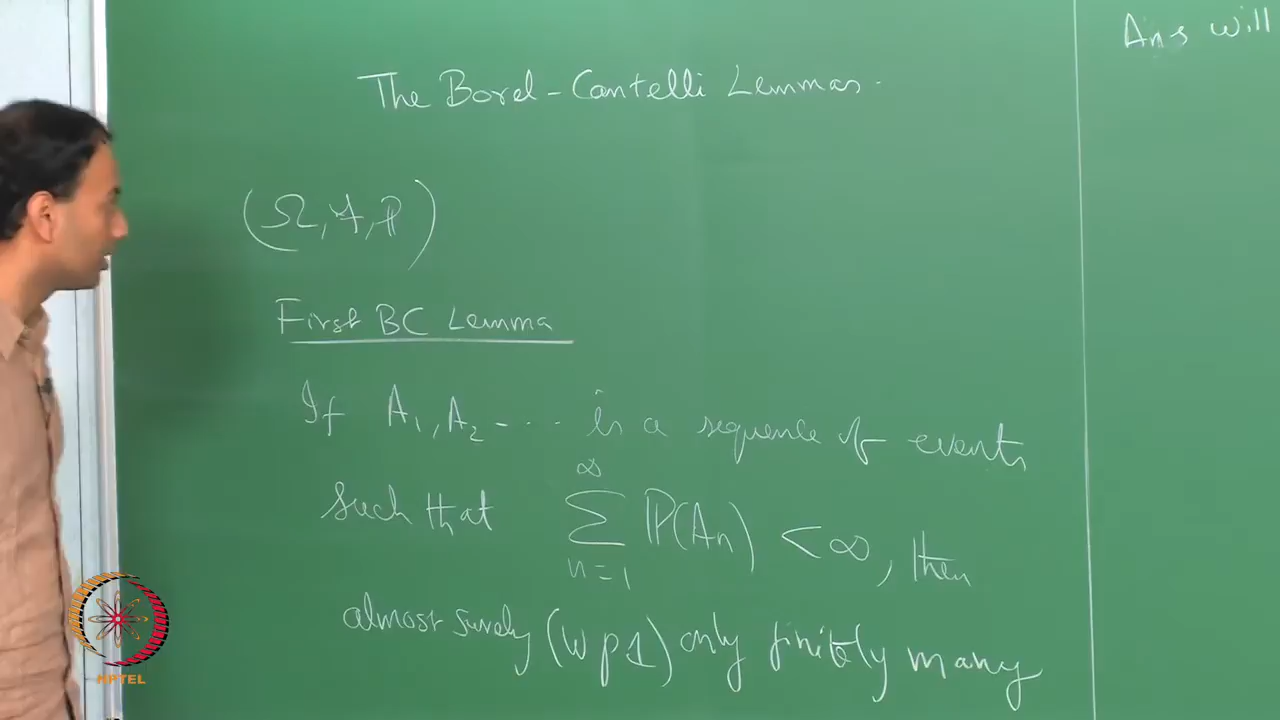 The Borel-Cantelli Lemmas.
(Ω, 𝒜, ℙ)
First BC Lemma
If A₁, A₂ ---... is a sequence of events
such that ∑_{n=1}^{∞} ℙ(Aₙ) < ∞, then
almost surely (wp1) only finitely many
Ans will
NPTEL